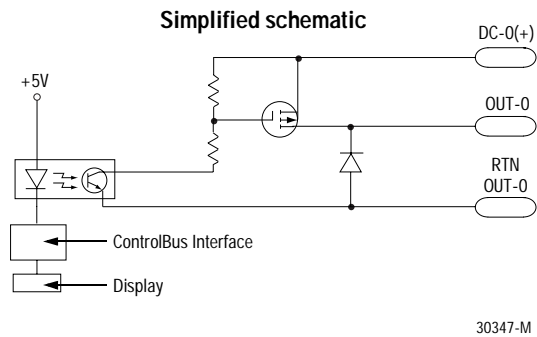 Simplified schematic
DC-0(+)
+5V
OUT-0
RTN
OUT-0
ControlBus Interface
Display
30347-M